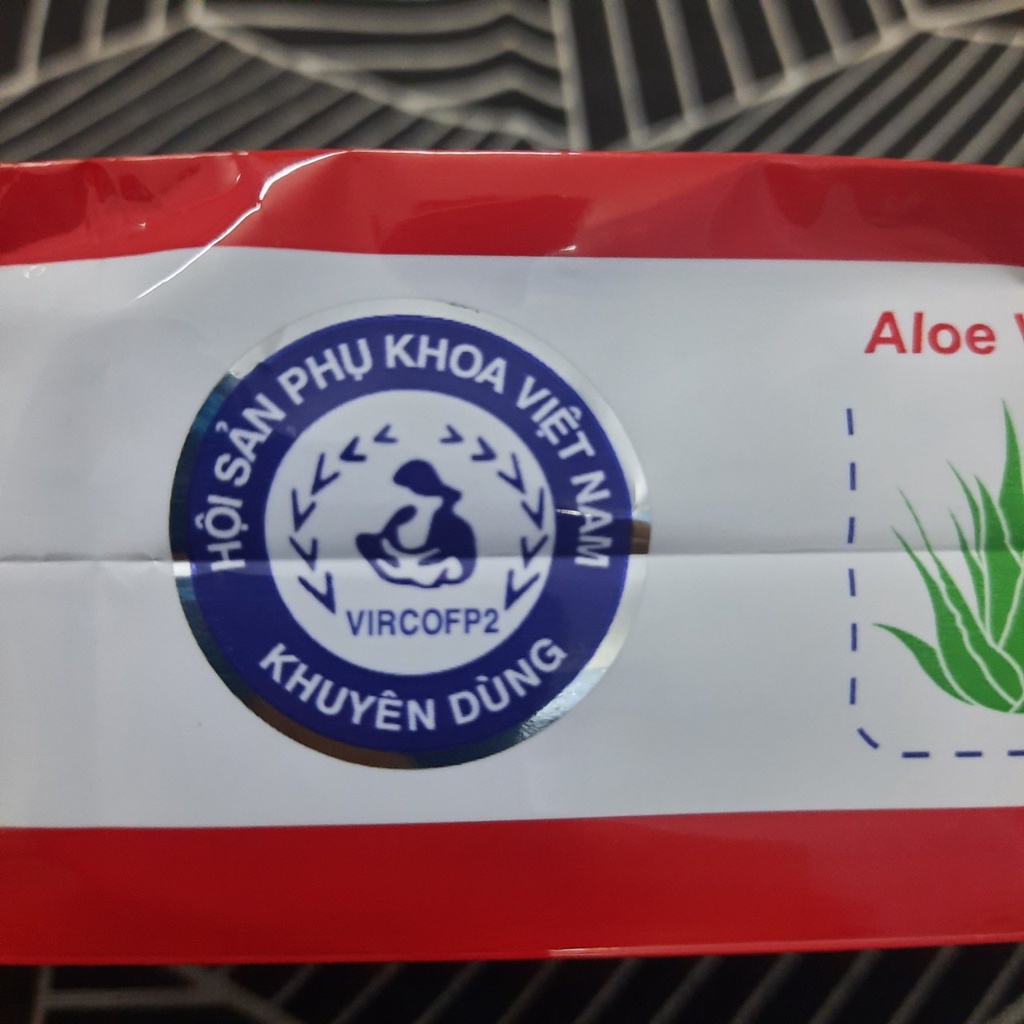 HỘI SẢN PHỤ KHOA VIỆT NAM
VIRCOFP2
KHUYÊN DÙNG
Aloe